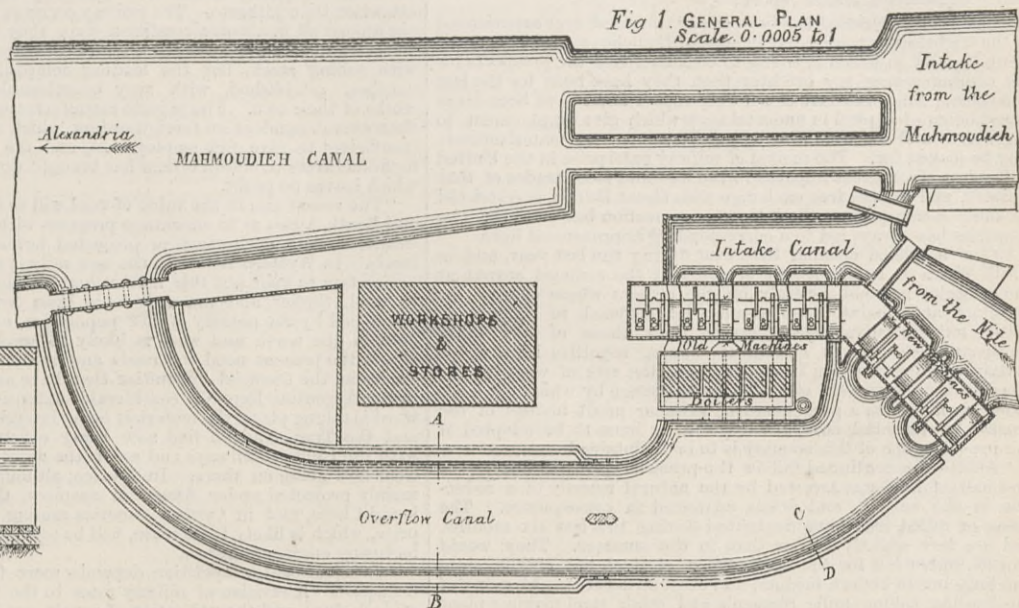 Fig 1. GENERAL PLAN
Scale 0·0005 to 1
Intake
from the
Mahmoudieh
Alexandria
MAHMOUDIEH CANAL
Intake Canal
from the Nile
WORKSHOPS
&
STORES
Old Machines
New
Boilers
A
Overflow Canal
C
D
B